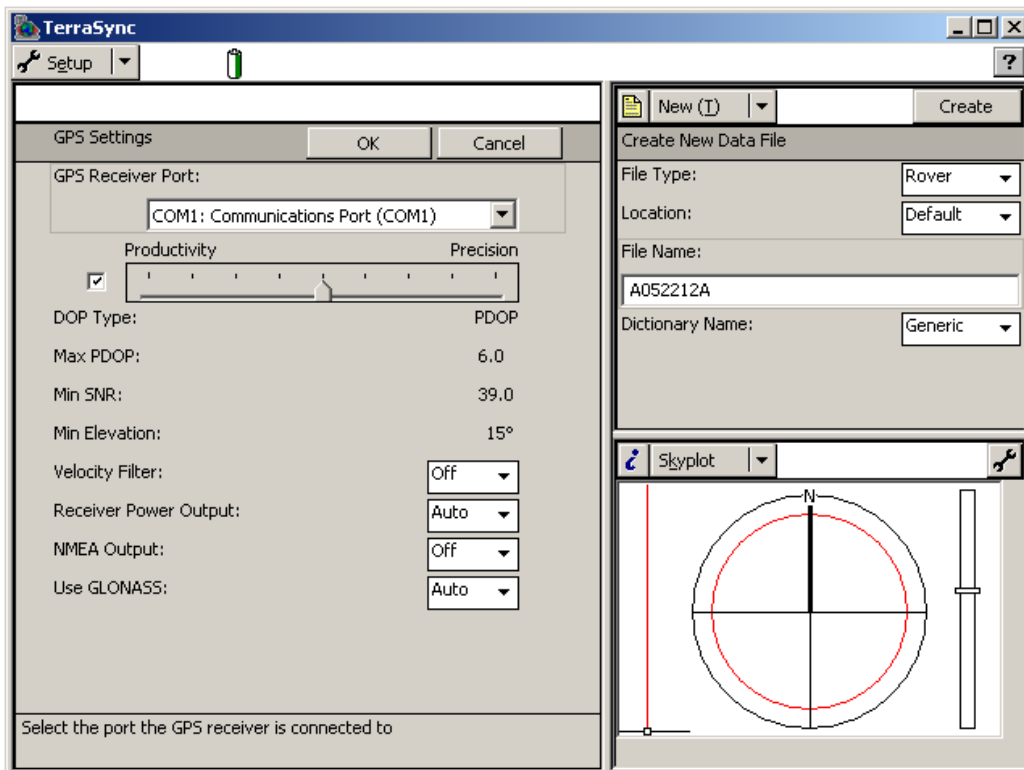 TerraSync
Setup
?
GPS Settings OK Cancel
GPS Receiver Port:
COM1: Communications Port (COM1)
Productivity Precision
DOP Type: PDOP
Max PDOP: 6.0
Min SNR: 39.0
Min Elevation: 15°
Velocity Filter: Off
Receiver Power Output: Auto
NMEA Output: Off
Use GLONASS: Auto
Select the port the GPS receiver is connected to
New (T) Create
Create New Data File
File Type: Rover
Location: Default
File Name:
A052212A
Dictionary Name: Generic
i Skyplot
N